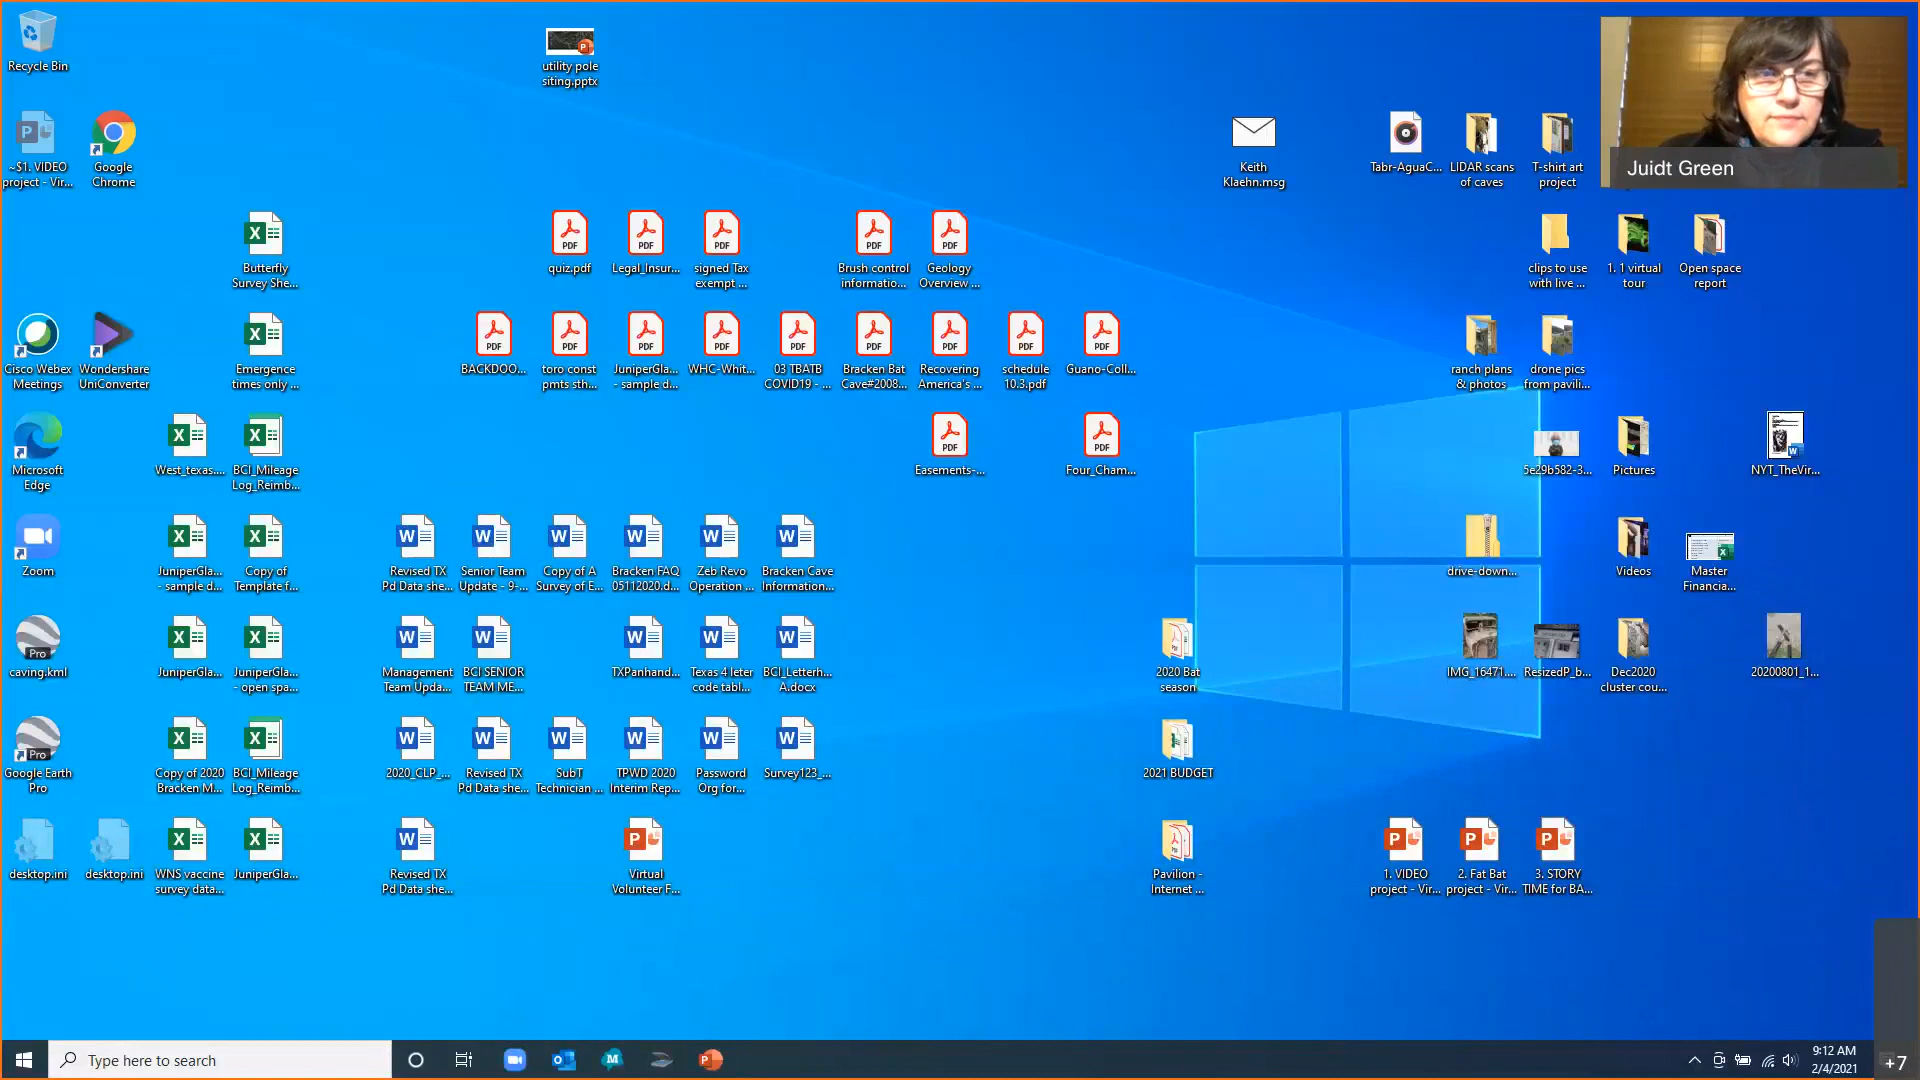 Recycle Bin
utility pole
siting.pptx
~$1. VIDEO
project - Vir...
Google
Chrome
Keith
Klaehn.msg
Tabr-AguaC...
LIDAR scans
of caves
T-shirt art
project
Juidt Green
Butterfly
Survey She...
quiz.pdf
Legal_Insur...
signed Tax
exempt ...
Brush control
informatio...
Geology
Overview ...
clips to use
with live ...
1. 1 virtual
tour
Open space
report
Cisco Webex
Meetings
Wondershare
UniConverter
Emergence
times only ...
BACKDOO...
toro const
pmts sth...
JuniperGla...
- sample d...
WHC-Whit...
03 TBATB
COVID19 - ...
Bracken Bat
Cave#2008...
Recovering
America's ...
schedule
10.3.pdf
Guano-Coll...
ranch plans
& photos
drone pics
from pavili...
Microsoft
Edge
West_texas....
BCI_Mileage
Log_Reimb...
Easements-...
Four_Cham...
5e29b582-3...
Pictures
NYT_TheVir...
Zoom
JuniperGla...
- sample d...
Copy of
Template f...
Revised TX
Pd Data she...
Senior Team
Update - 9-...
Copy of A
Survey of E...
Bracken FAQ
05112020.d...
Zeb Revo
Operation ...
Bracken Cave
Information...
drive-down...
Videos
Master
Financia...
caving.kml
JuniperGla...
JuniperGla...
- open spa...
Management
Team Upda...
BCI SENIOR
TEAM ME...
TXPanhand...
Texas 4 leter
code tabl...
BCI_Letterh...
A.docx
2020 Bat
season
IMG_16471....
ResizedP_b...
Dec2020
cluster cou...
20200801_1...
Google Earth
Pro
Copy of 2020
Bracken M...
BCI_Mileage
Log_Reimb...
2020_CLP_...
Revised TX
Pd Data she...
SubT
Technician ...
TPWD 2020
Interim Rep...
Password
Org for...
Survey123_...
2021 BUDGET
desktop.ini
desktop.ini
WNS vaccine
survey data...
JuniperGla...
Revised TX
Pd Data she...
Virtual
Volunteer F...
Pavilion -
Internet ...
1. VIDEO
project - Vir...
2. Fat Bat
project - Vir...
3. STORY
TIME for BA...
Type here to search
9:12 AM
2/4/2021
+7